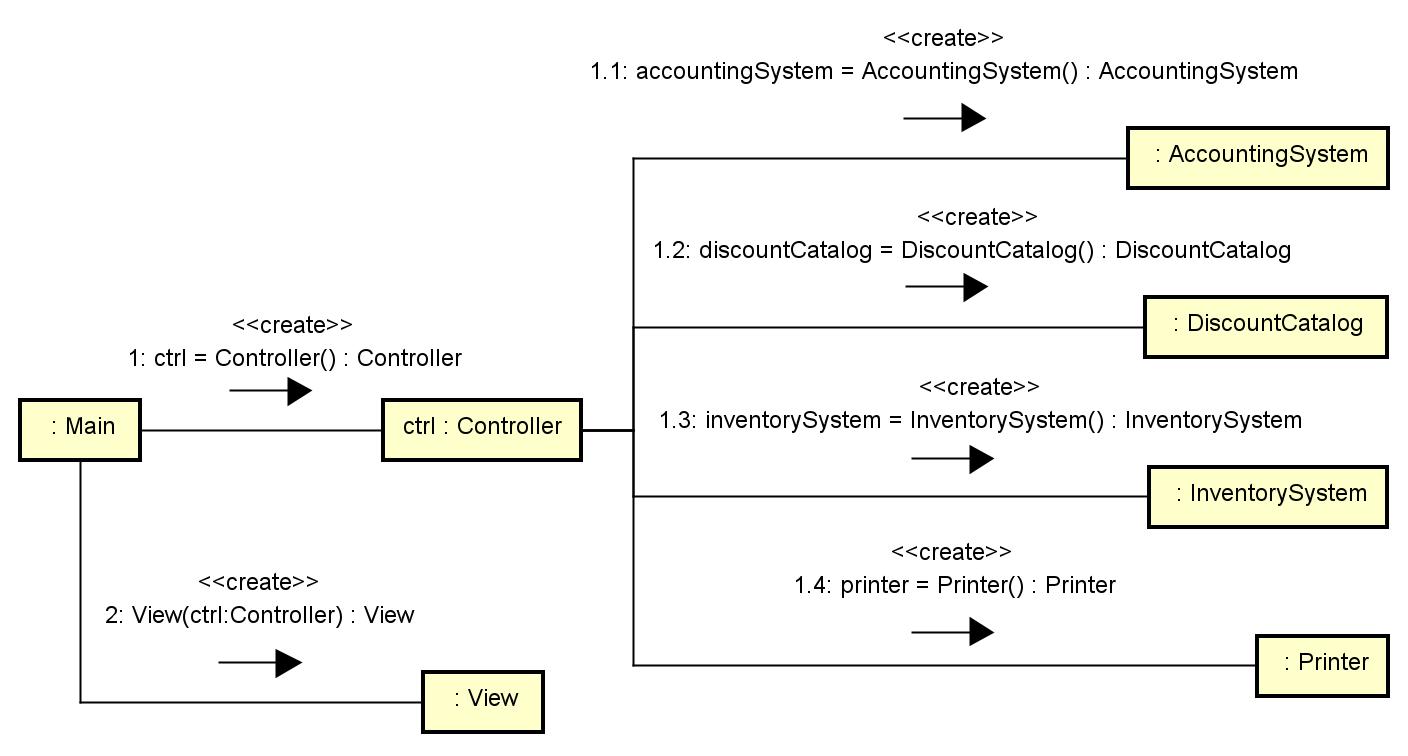 <<create>>
1.1: accountingSystem = AccountingSystem() : AccountingSystem
: AccountingSystem
<<create>>
1.2: discountCatalog = DiscountCatalog() : DiscountCatalog
: DiscountCatalog
<<create>>
1: ctrl = Controller() : Controller
: Main
ctrl : Controller
<<create>>
1.3: inventorySystem = InventorySystem() : InventorySystem
: InventorySystem
<<create>>
1.4: printer = Printer() : Printer
: Printer
<<create>>
2: View(ctrl:Controller) : View
: View